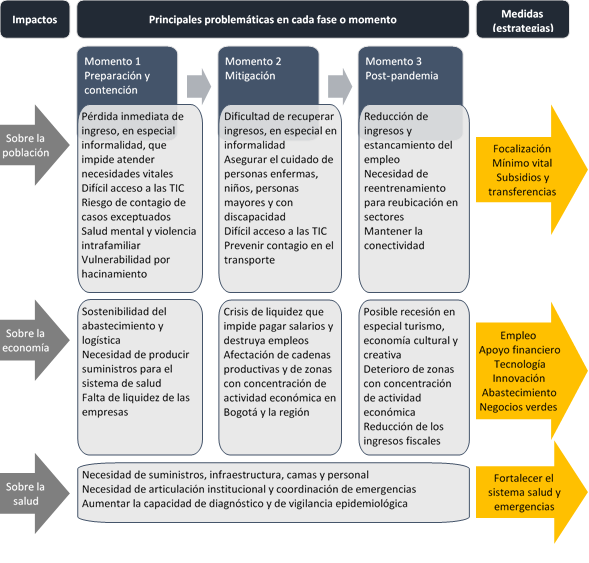 Impactos
Principales problemáticas en cada fase o momento
Medidas
(estrategias)
Momento 1
Preparación y
contención
Momento 2
Mitigación
Momento 3
Post-pandemia
Sobre la
población
Pérdida inmediata de
ingreso, en especial
informalidad, que
impide atender
necesidades vitales
Difícil acceso a las TIC
Riesgo de contagio de
casos exceptuados
Salud mental y violencia
intrafamiliar
Vulnerabilidad por
hacinamiento
Dificultad de recuperar
ingresos, en especial en
informalidad
Asegurar el cuidado de
personas enfermas,
niños, personas
mayores y con
discapacidad
Difícil acceso a las TIC
Prevenir contagio en el
transporte
Reducción de
ingresos y
estancamiento del
empleo
Necesidad de
reentrenamiento
para reubicación en
sectores
Mantener la
conectividad
Focalización
Mínimo vital
Subsidios y
transferencias
Sobre la
economía
Sostenibilidad del
abastecimiento y
logística
Necesidad de producir
suministros para el
sistema de salud
Falta de liquidez de las
empresas
Crisis de liquidez que
impide pagar salarios y
destruya empleos
Afectación de cadenas
productivas y de zonas
con concentración de
actividad económica en
Bogotá y la región
Posible recesión en
especial turismo,
economía cultural y
creativa
Deterioro de zonas
con concentración
de actividad
económica
Reducción de los
ingresos fiscales
Empleo
Apoyo financiero
Tecnología
Innovación
Abastecimiento
Negocios verdes
Sobre la
salud
Necesidad de suministros, infraestructura, camas y personal
Necesidad de articulación institucional y coordinación de emergencias
Aumentar la capacidad de diagnóstico y de vigilancia epidemiológica
Fortalecer el
sistema salud y
emergencias